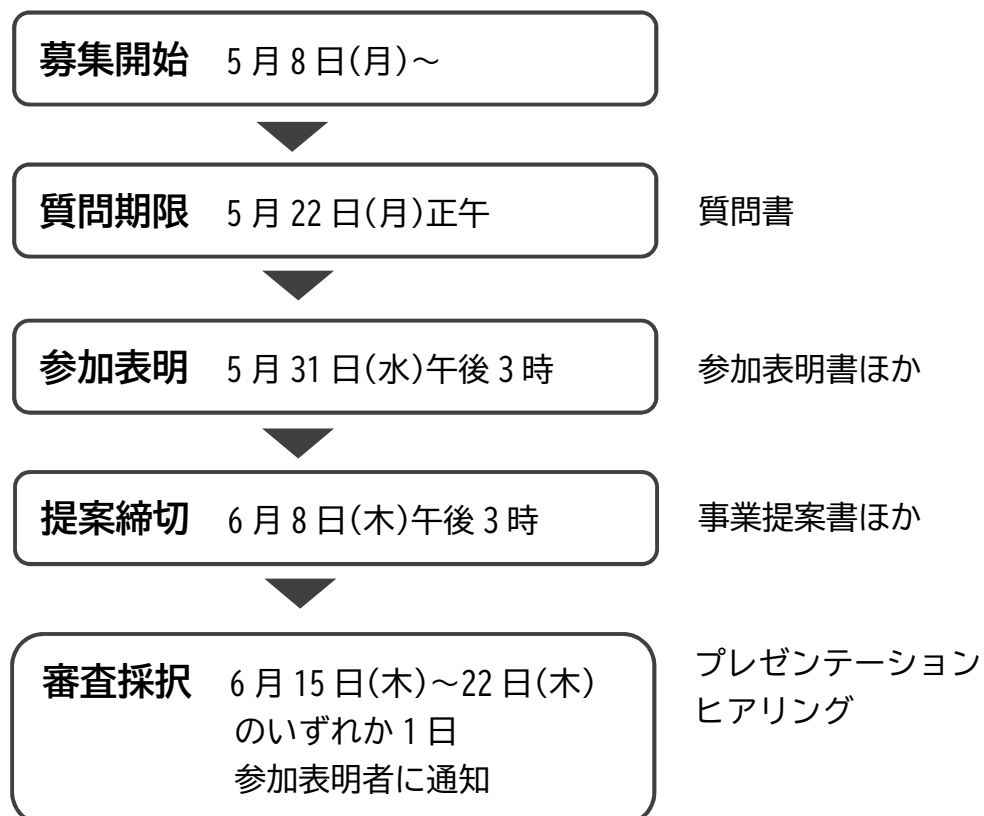 募集開始 5月8日(月)～
質問期限 5月22日(月)正午 質問書
参加表明 5月31日(水)午後3時 参加表明書ほか
提案締切 6月8日(木)午後3時 事業提案書ほか
審査採択 6月15日(木)～22日(木)
のいずれか1日
参加表明者に通知
プレゼンテーション
ヒアリング